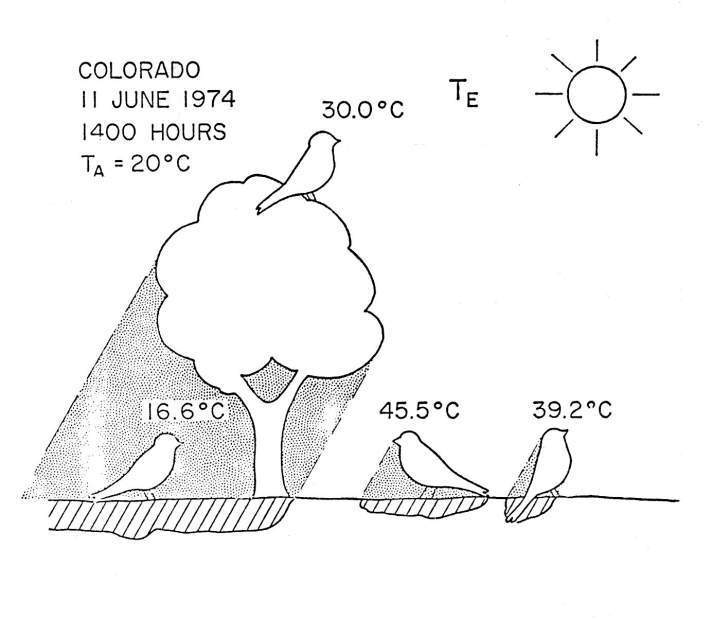 COLORADO
11 JUNE 1974
1400 HOURS
TA = 20°C
30.0°C
TE
16.6°C
45.5°C
39.2°C